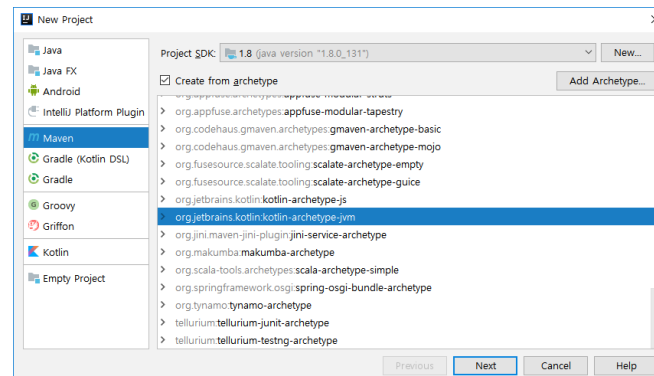 New Project
Java
Java FX
Android
IntelliJ Platform Plugin
Maven
Gradle (Kotlin DSL)
Gradle
Groovy
Griffon
Kotlin
Empty Project
Project SDK: 1.8 (java version "1.8.0_131")
New...
Create from archetype
Add Archetype...
org.appfuse.archetypes:appfuse-modular-struts
org.appfuse.archetypes:appfuse-modular-tapestry
org.codehaus.gmaven.archetypes:gmaven-archetype-basic
org.codehaus.gmaven.archetypes:gmaven-archetype-mojo
org.fusesource.scalate.tooling:scalate-archetype-empty
org.fusesource.scalate.tooling:scalate-archetype-guice
org.jetbrains.kotlin:kotlin-archetype-js
org.jetbrains.kotlin:kotlin-archetype-jvm
org.jini.maven-jini-plugin:jini-service-archetype
org.makumba:makumba-archetype
org.scala-tools.archetypes:scala-archetype-simple
org.springframework.osgi:spring-osgi-bundle-archetype
org.tynamo:tynamo-archetype
tellurium:tellurium-junit-archetype
tellurium:tellurium-testng-archetype
Previous
Next
Cancel
Help